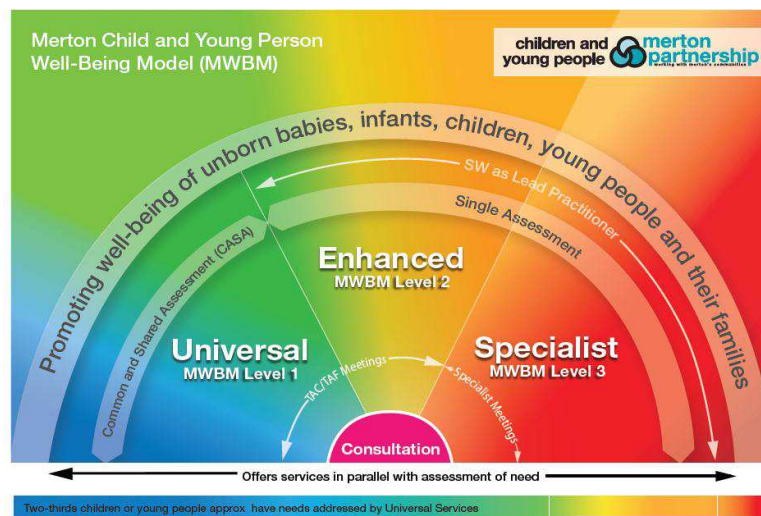 Merton Child and Young Person
Well-Being Model (MWBM)
children and
young people
merton
partnership
working with merton's communities
Promoting well-being of unborn babies, infants, children, young people and their families
SW as Lead Practitioner
Single Assessment
Common and Shared Assessment (CASA)
Enhanced
MWBM Level 2
Universal
MWBM Level 1
Specialist
MWBM Level 3
TAC/TAF Meetings
Specialist Meetings
Consultation
Offers services in parallel with assessment of need
Two-thirds children or young people approx have needs addressed by Universal Services